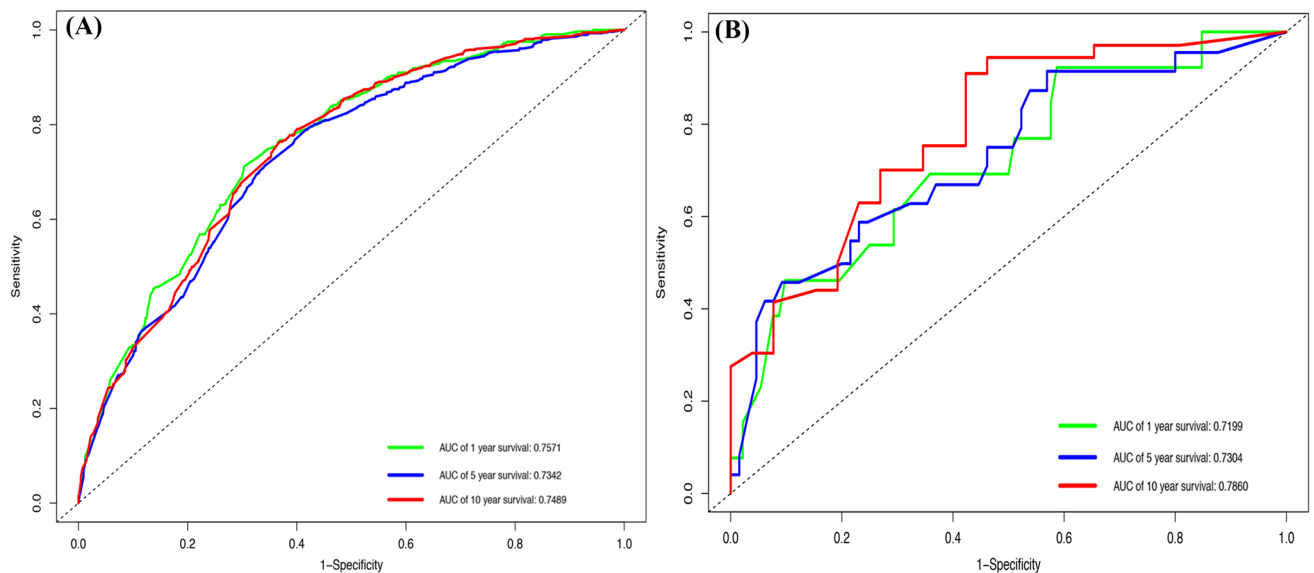 (A)
Sensitivity
1.0
0.8
0.6
0.4
0.2
0.0
AUC of 1 year survival: 0.7571
AUC of 5 year survival: 0.7342
AUC of 10 year survival: 0.7489
0.0 0.2 0.4 0.6 0.8 1.0
1-Specificity
(B)
Sensitivity
1.0
0.8
0.6
0.4
0.2
0.0
AUC of 1 year survival: 0.7199
AUC of 5 year survival: 0.7304
AUC of 10 year survival: 0.7860
0.0 0.2 0.4 0.6 0.8 1.0
1-Specificity